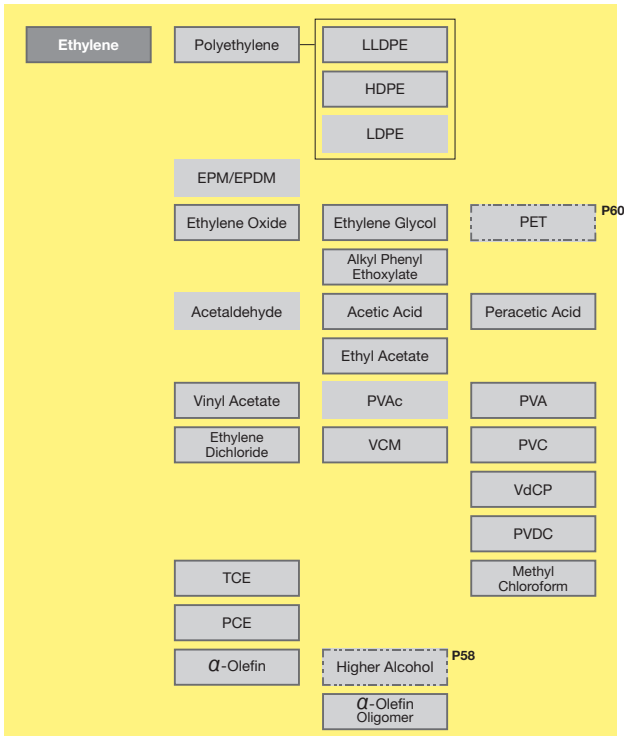 Ethylene
Polyethylene
LLDPE
HDPE
LDPE
EPM/EPDM
Ethylene Oxide
Ethylene Glycol
PET
P60
Alkyl Phenyl
Ethoxylate
Acetaldehyde
Acetic Acid
Peracetic Acid
Ethyl Acetate
Vinyl Acetate
PVAc
PVA
Ethylene
Dichloride
VCM
PVC
VdCP
PVDC
TCE
Methyl
Chloroform
PCE
α-Olefin
Higher Alcohol
P58
α-Olefin
Oligomer